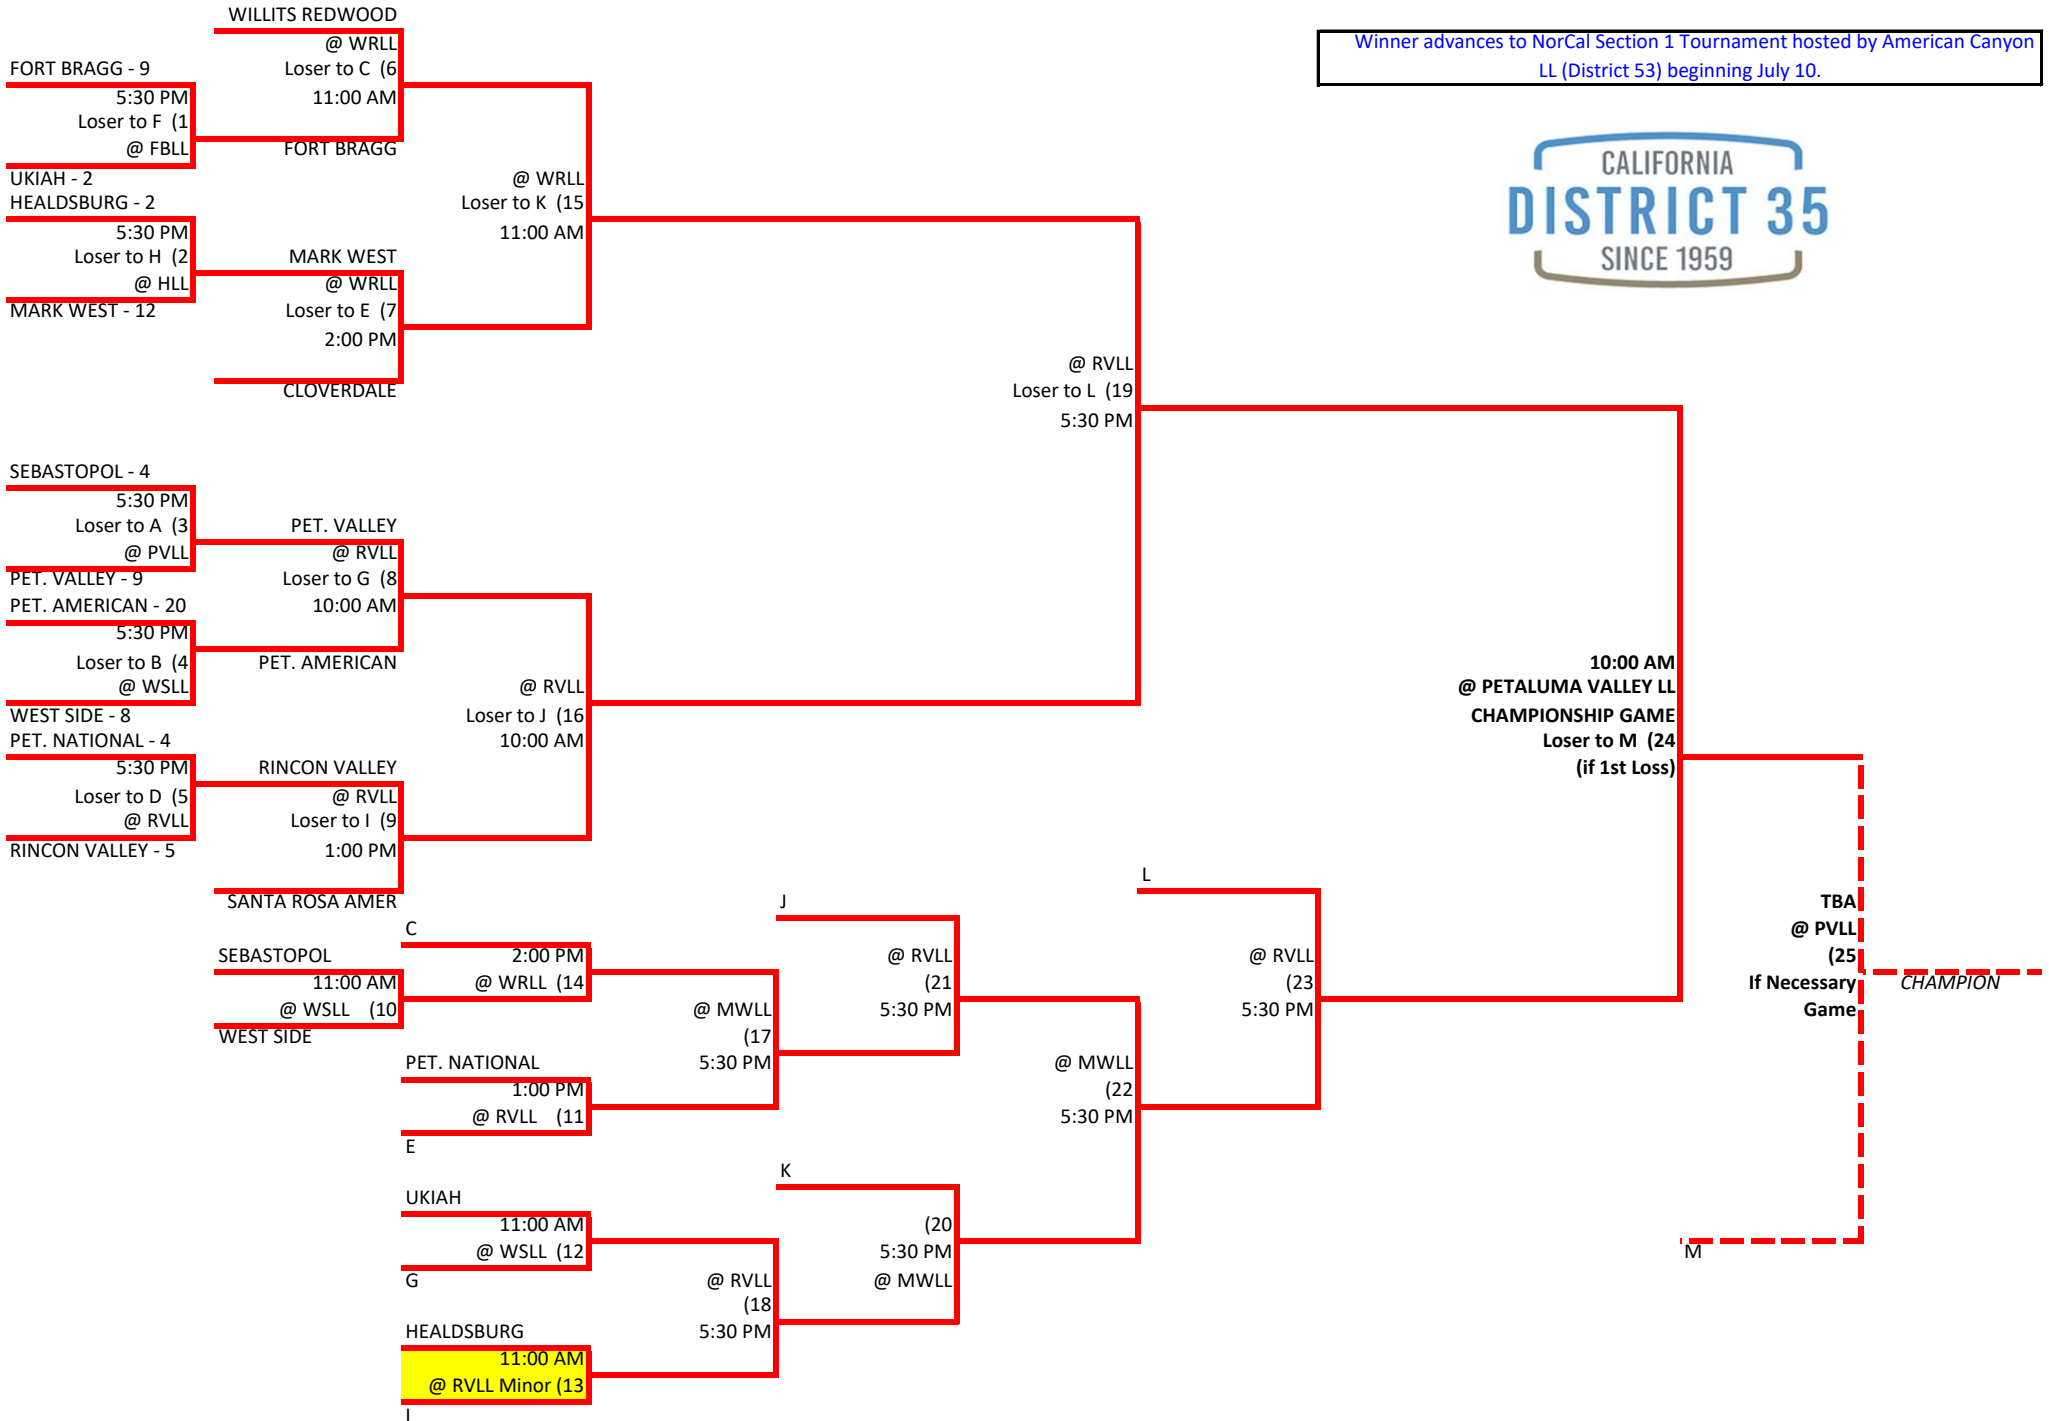 WILLITS REDWOOD
@ WRLL
Loser to C (6
11:00 AM
FORT BRAGG
Winner advances to NorCal Section 1 Tournament hosted by American Canyon
LL (District 53) beginning July 10.
CALIFORNIA
DISTRICT 35
SINCE 1959
FORT BRAGG - 9
5:30 PM
Loser to F (1
@ FBLL
UKIAH - 2
HEALDSBURG - 2
5:30 PM
Loser to H (2
@ HLL
MARK WEST - 12
MARK WEST
@ WRLL
Loser to E (7
2:00 PM
CLOVERDALE
@ WRLL
Loser to K (15
11:00 AM
@ RVLL
Loser to L (19
5:30 PM
SEBASTOPOL - 4
5:30 PM
Loser to A (3
@ PVLL
PET. VALLEY - 9
PET. AMERICAN - 20
5:30 PM
Loser to B (4
@ WSLL
WEST SIDE - 8
PET. NATIONAL - 4
5:30 PM
Loser to D (5
@ RVLL
RINCON VALLEY - 5
PET. VALLEY
@ RVLL
Loser to G (8
10:00 AM
PET. AMERICAN
RINCON VALLEY
@ RVLL
Loser to I (9
1:00 PM
SANTA ROSA AMER
@ RVLL
Loser to J (16
10:00 AM
10:00 AM
@ PETALUMA VALLEY LL
CHAMPIONSHIP GAME
Loser to M (24
(if 1st Loss)
TBA
@ PVLL
(25
If Necessary
Game
CHAMPION
M
SEBASTOPOL
11:00 AM
@ WSLL (10
WEST SIDE
C
2:00 PM
@ WRLL (14
PET. NATIONAL
1:00 PM
@ RVLL (11
E
UKIAH
11:00 AM
@ WSLL (12
G
HEALDSBURG
11:00 AM
@ RVLL Minor (13
I
@ MWLL
(17
5:30 PM
@ RVLL
(18
5:30 PM
J
@ RVLL
(21
5:30 PM
K
(20
5:30 PM
@ MWLL
@ MWLL
(22
5:30 PM
L
@ RVLL
(23
5:30 PM